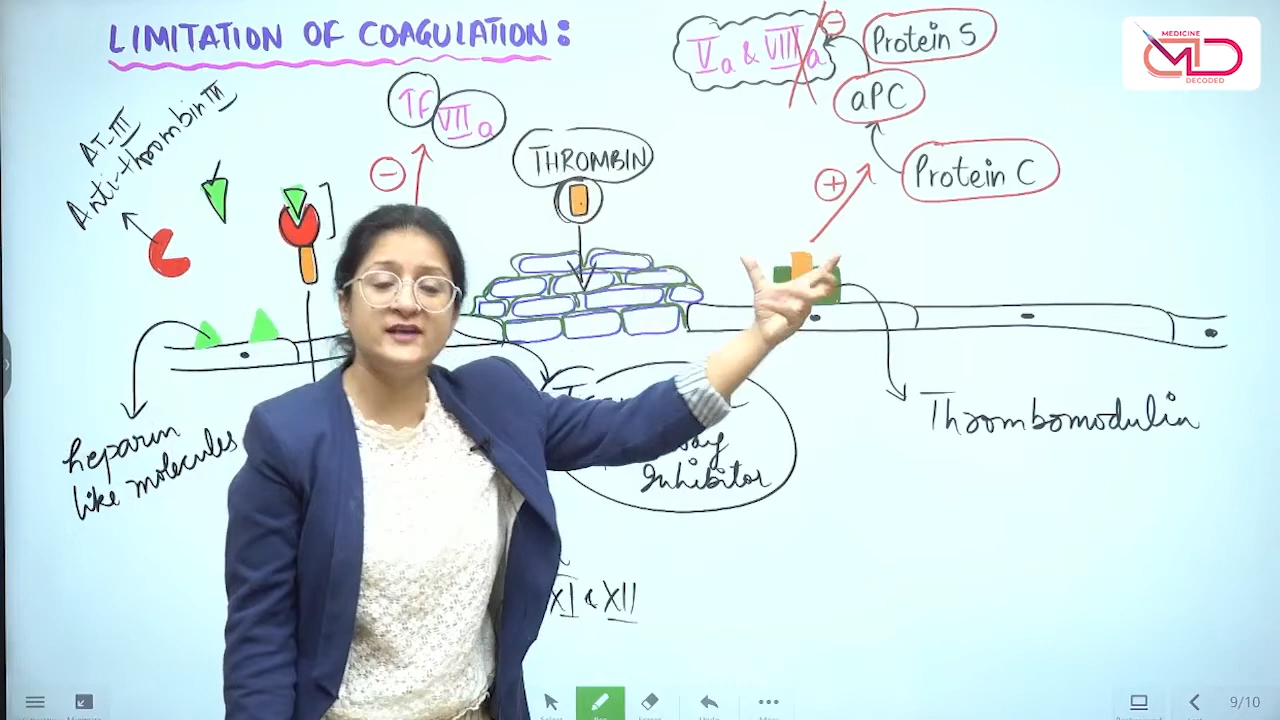 LIMITATION OF COAGULATION:
Va & VIIIa
Protein S
MEDICINE
MD
DECODED
aPC
Protein C
AT-III
Anti-thrombin III
TF
VIIa
THROMBIN
Thrombomodulin
heparin
like molecules
Inhibitor
XI & XII
9/10